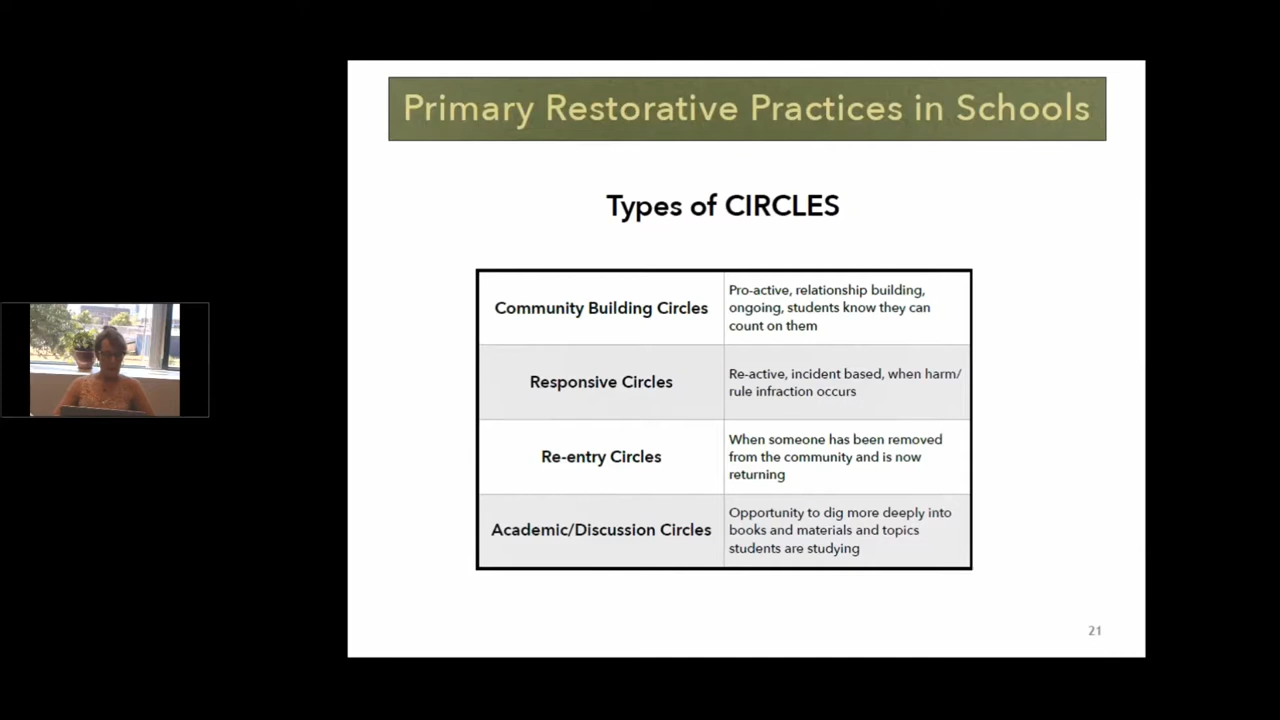 Primary Restorative Practices in Schools
Types of CIRCLES
Community Building Circles
Pro-active, relationship building,
ongoing, students know they can
count on them
Responsive Circles
Re-active, incident based, when harm/
rule infraction occurs
Re-entry Circles
When someone has been removed
from the community and is now
returning
Academic/Discussion Circles
Opportunity to dig more deeply into
books and materials and topics
students are studying
21